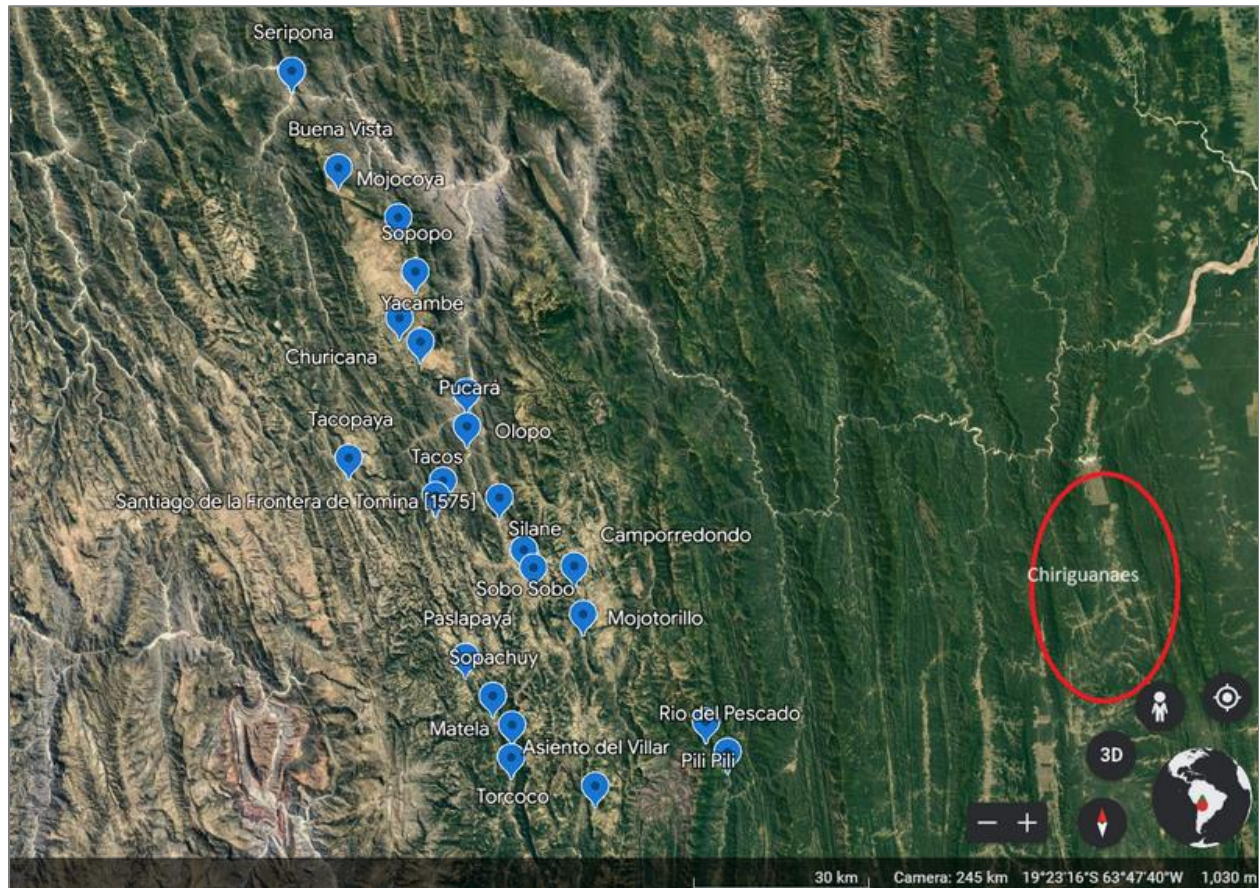 Seripona
Buena Vista
Mojocoya
Sopopo
Yacambe
Churicana
Pucará
Tacopaya
Olopo
Tacos
Santiago de la Frontera de Tomina [1575]
Silane
Camporredondo
Chiriguanaes
Sobo Sobo
Paslapaya
Mojotorillo
Sopachuy
Rio del Pescado
Matela
Asiento del Villar
Pili Pili
3D
Torcoco
− +
30 km Camera: 245 km 19°23'16"S 63°47'40"W 1,030 m